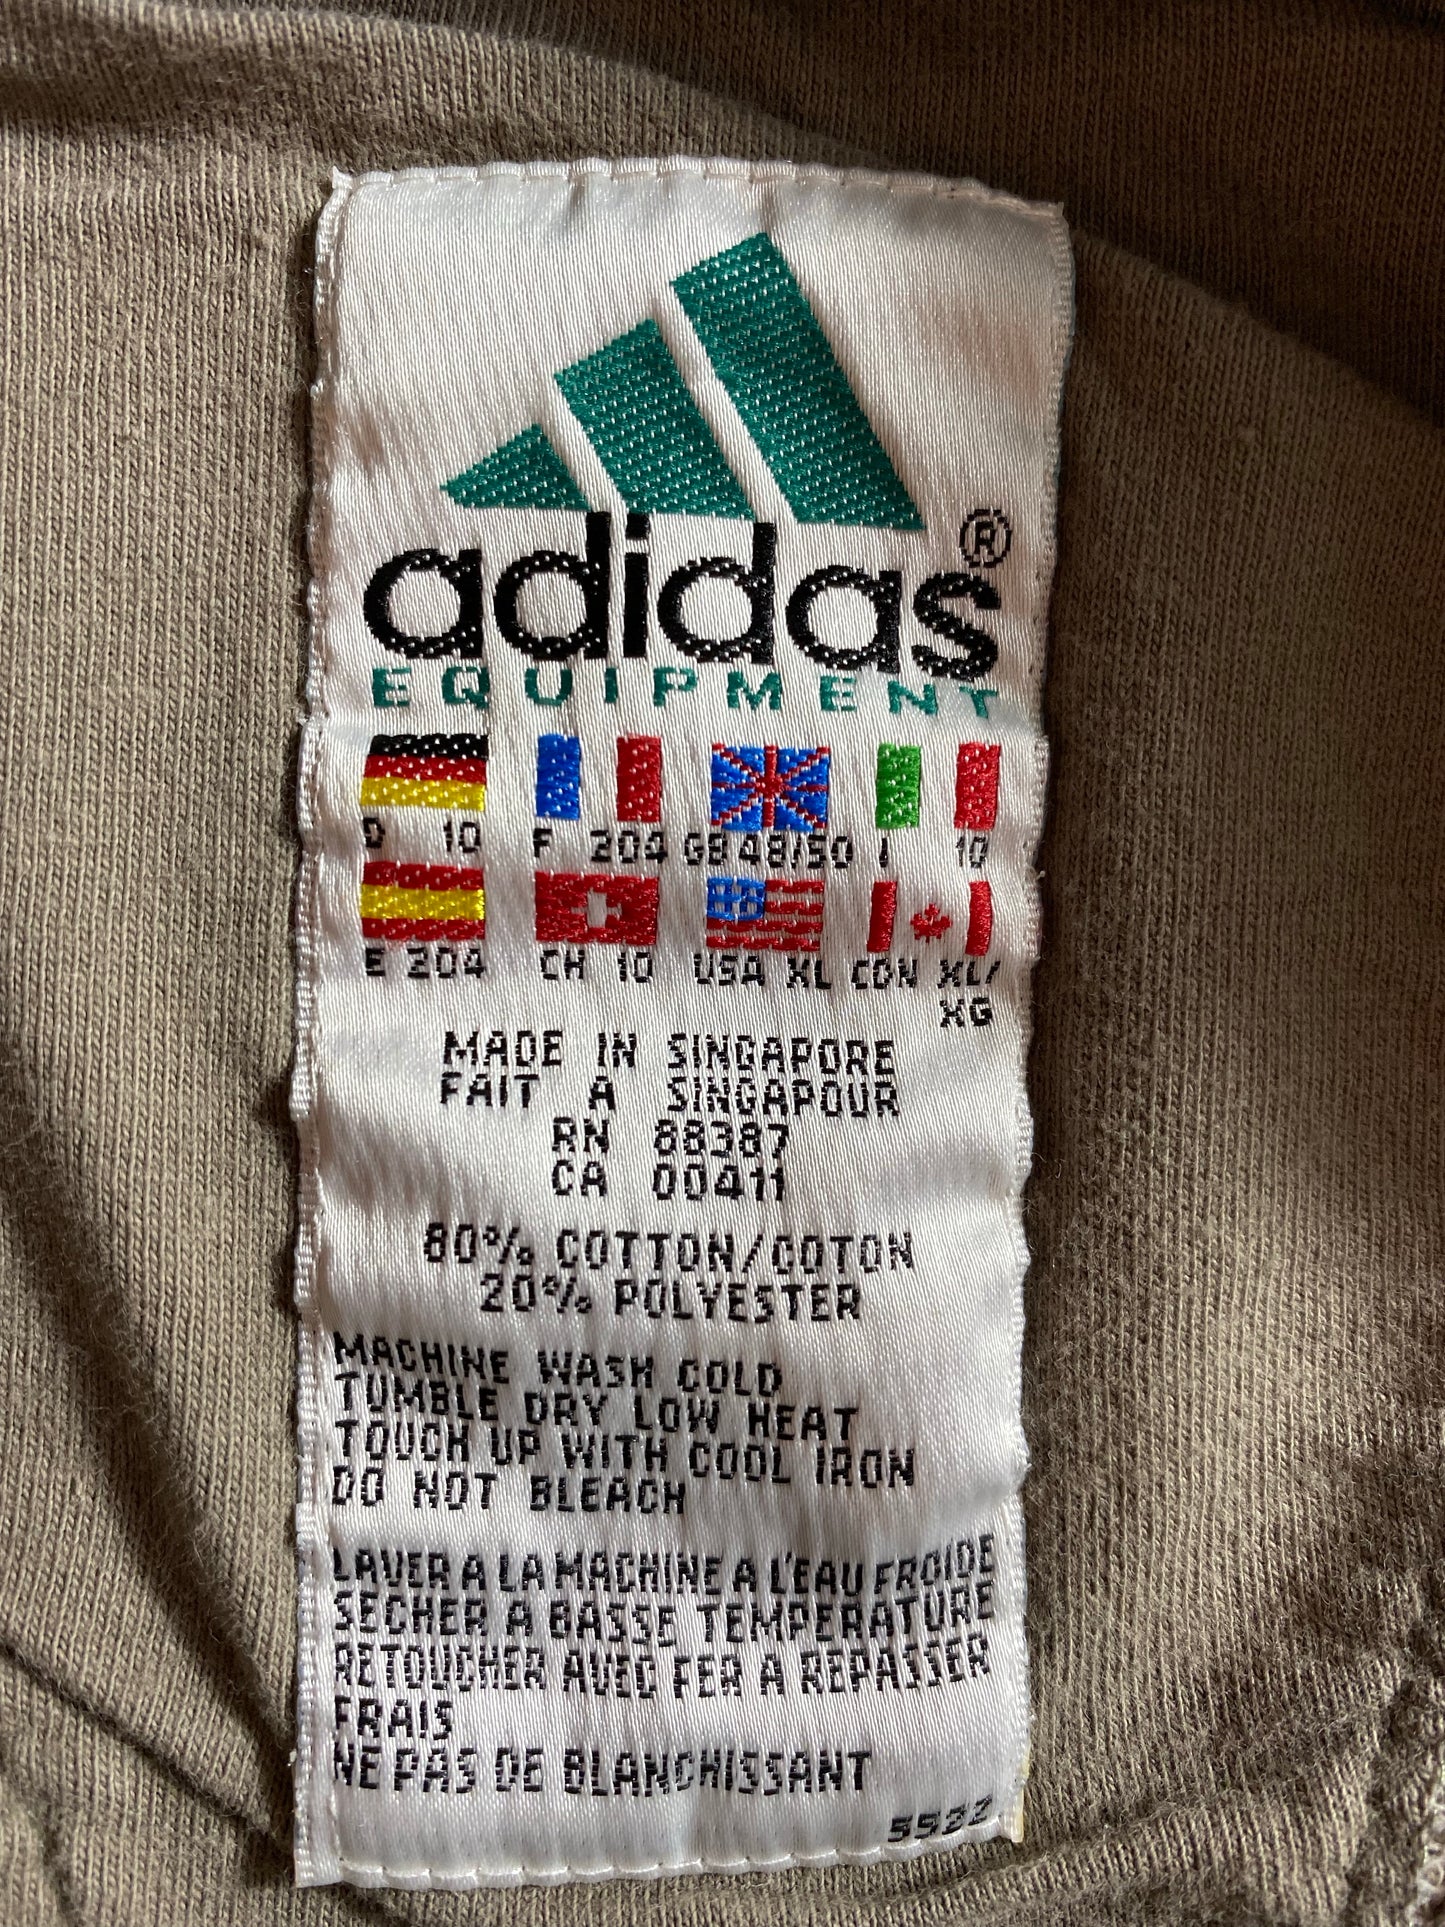 adidas®
EQUIPMENT
D 10 F 204 GB 48/50 I 10
E 204 CH 10 USA XL CDN XL/
XG
MADE IN SINGAPORE
FAIT A SINGAPOUR
RN 88387
CA 00411
80% COTTON/COTON
20% POLYESTER
MACHINE WASH COLD
TUMBLE DRY LOW HEAT
TOUCH UP WITH COOL IRON
DO NOT BLEACH
LAVER A LA MACHINE A L'EAU FROIDE
SECHER A BASSE TEMPERATURE
RETOUCHER AVEC FER A REPASSER
FRAIS
NE PAS DE BLANCHISSANT